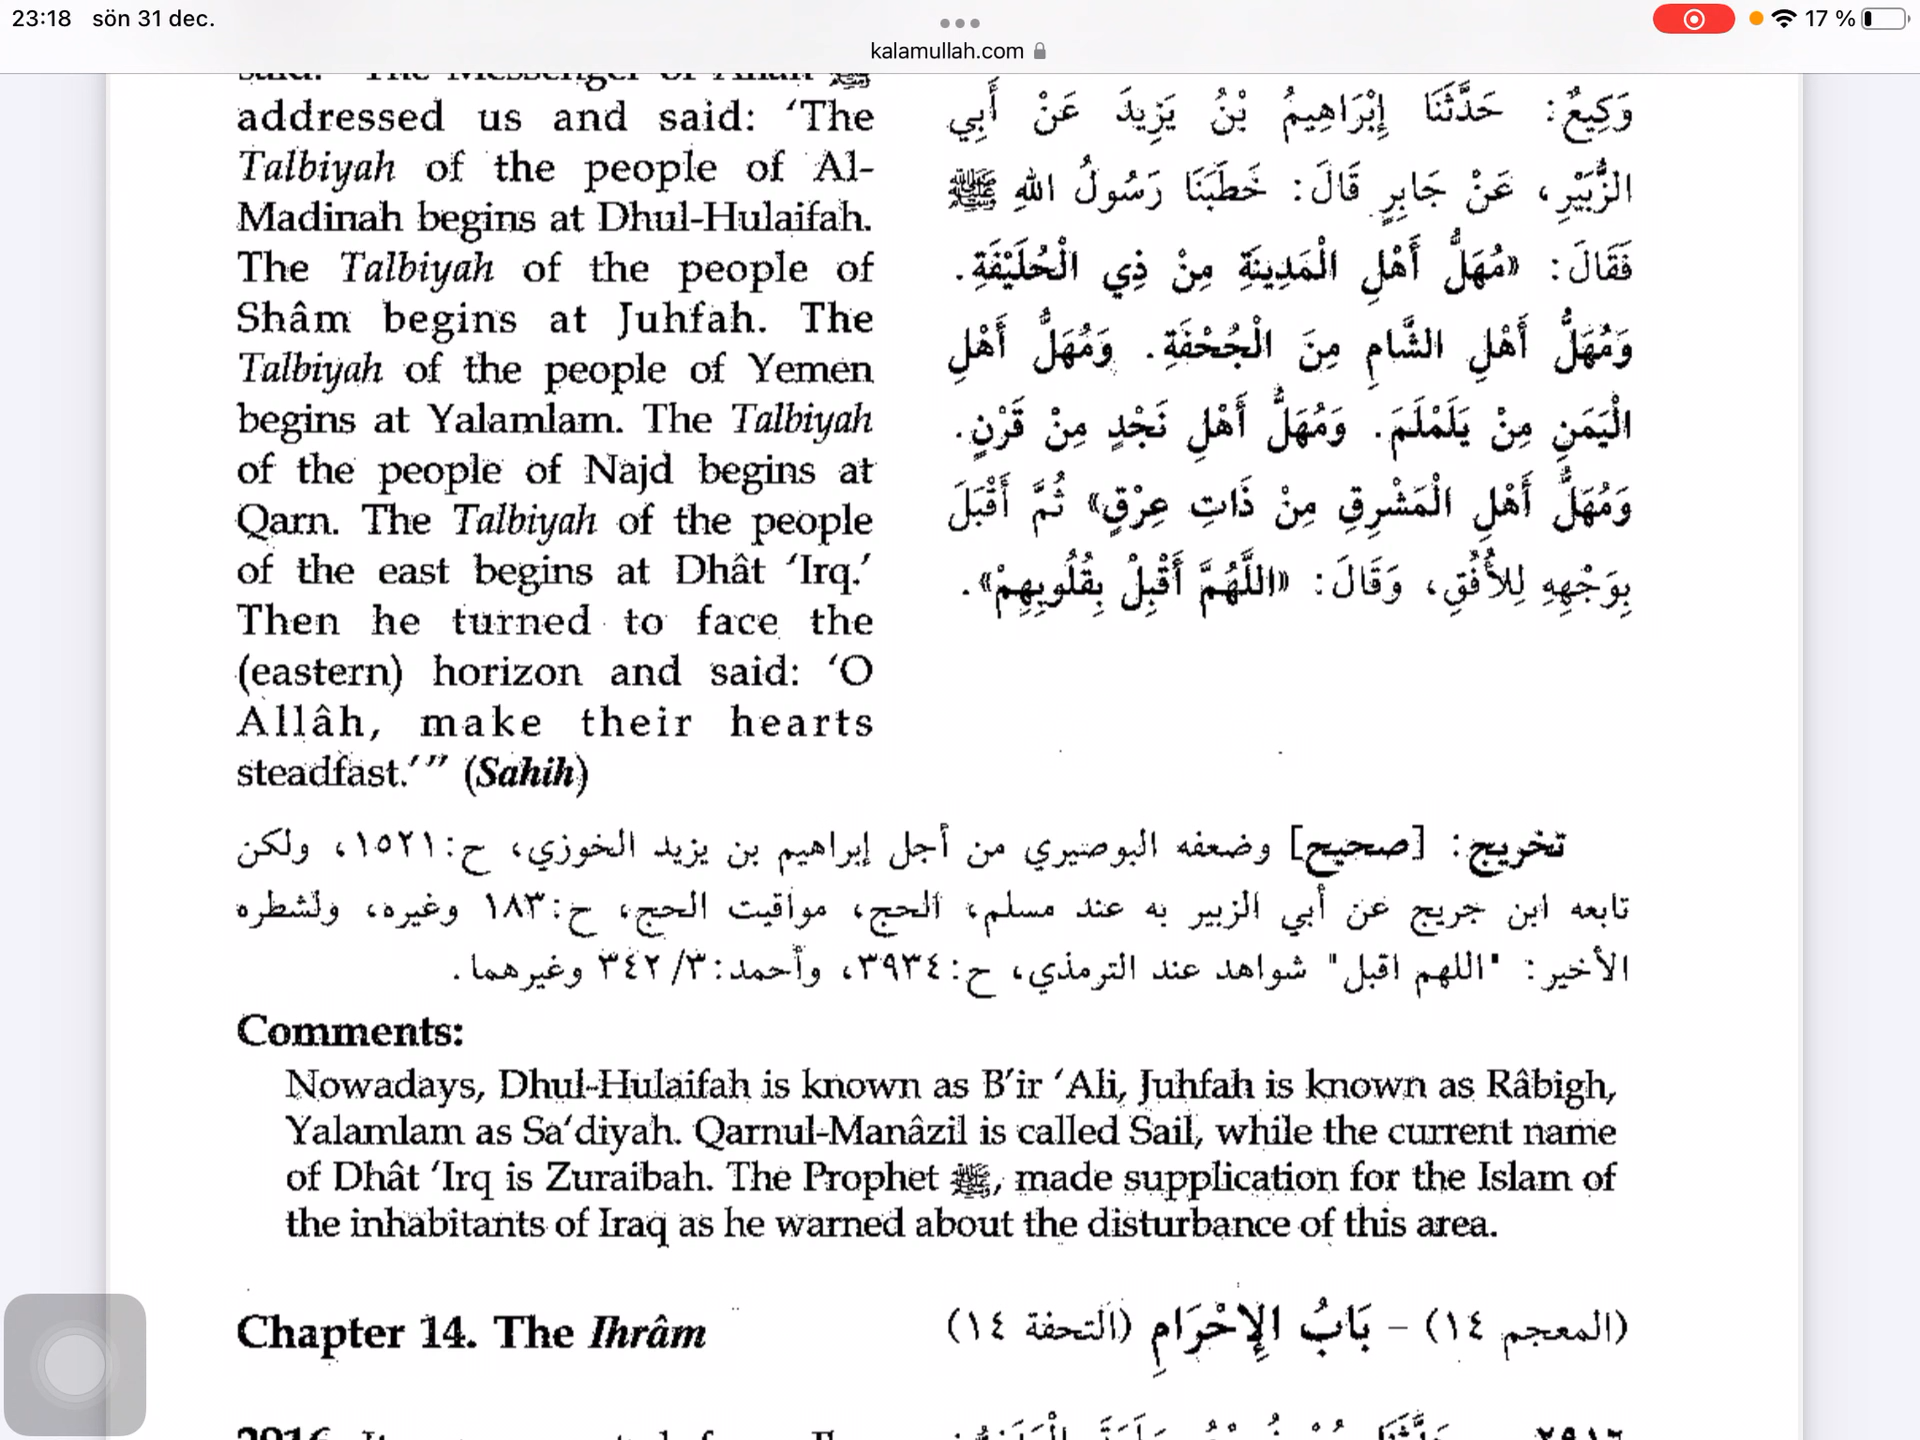 23:18 sön 31 dec.
17 %
kalamullah.com
said: "The Messenger of Allah ﷺ
addressed us and said: 'The
Talbiyah of the people of Al-
Madinah begins at Dhul-Hulaifah.
The Talbiyah of the people of
Shâm begins at Juhfah. The
Talbiyah of the people of Yemen
begins at Yalamlam. The Talbiyah
of the people of Najd begins at
Qarn. The Talbiyah of the people
of the east begins at Dhât 'Irq.'
Then he turned to face the
(eastern) horizon and said: 'O
Allâh, make their hearts
steadfast.'" (Sahih)
وَكِيعٌ: حَدَّثَنَا إِبْرَاهِيمُ بْنُ يَزِيدَ عَنْ أَبِي
الزُّبَيْرِ، عَنْ جَابِرٍ قَالَ: خَطَبَنَا رَسُولُ اللهِ ﷺ
فَقَالَ: «مُهَلُّ أَهْلِ الْمَدِينَةِ مِنْ ذِي الْحُلَيْفَةِ.
وَمُهَلُّ أَهْلِ الشَّامِ مِنَ الْجُحْفَةِ. وَمُهَلُّ أَهْلِ
الْيَمَنِ مِنْ يَلَمْلَمَ. وَمُهَلُّ أَهْلِ نَجْدٍ مِنْ قَرْنٍ.
وَمُهَلُّ أَهْلِ الْمَشْرِقِ مِنْ ذَاتِ عِرْقٍ» ثُمَّ أَقْبَلَ
بِوَجْهِهِ لِلأُفُقِ، وَقَالَ: «اللَّهُمَّ أَقْبِلْ بِقُلُوبِهِمْ».
تخريج: [صحيح] وضعفه البوصيري من أجل إبراهيم بن يزيد الخوزي، ح:١٥٢١، ولكن
تابعه ابن جريج عن أبي الزبير به عند مسلم، الحج، مواقيت الحج، ح:١٨٣ وغيره، ولشطره
الأخير: "اللهم اقبل" شواهد عند الترمذي، ح:٣٩٣٤، وأحمد:٣/ ٣٤٢ وغيرهما.
Comments:
Nowadays, Dhul-Hulaifah is known as B'ir 'Ali, Juhfah is known as Râbigh,
Yalamlam as Sa'diyah. Qarnul-Manâzil is called Sail, while the current name
of Dhât 'Irq is Zuraibah. The Prophet ﷺ, made supplication for the Islam of
the inhabitants of Iraq as he warned about the disturbance of this area.
Chapter 14. The Ihrâm
(المعجم ١٤) - بَابُ الإِحْرَامِ (التحفة ١٤)